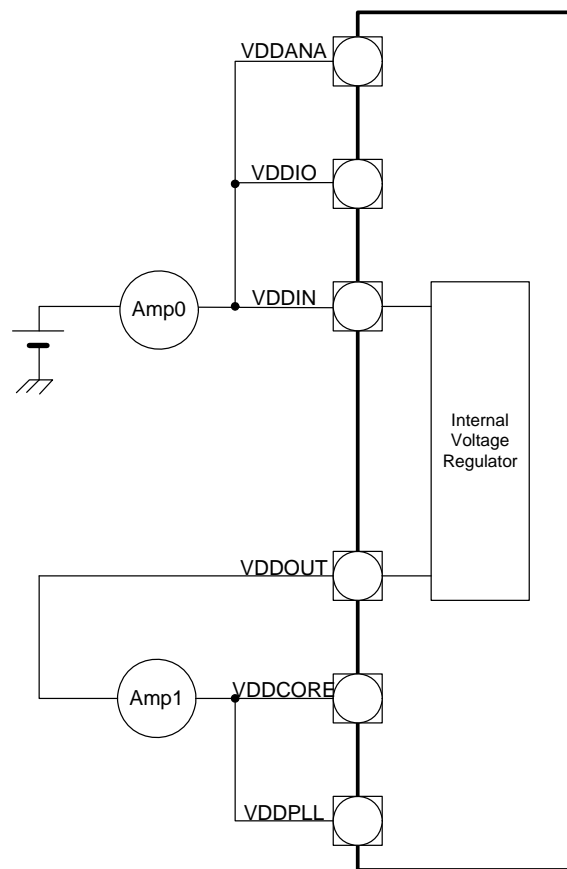 VDDANA
VDDIO
VDDIN
Amp0
Internal
Voltage
Regulator
VDDOUT
Amp1
VDDCORE
VDDPLL